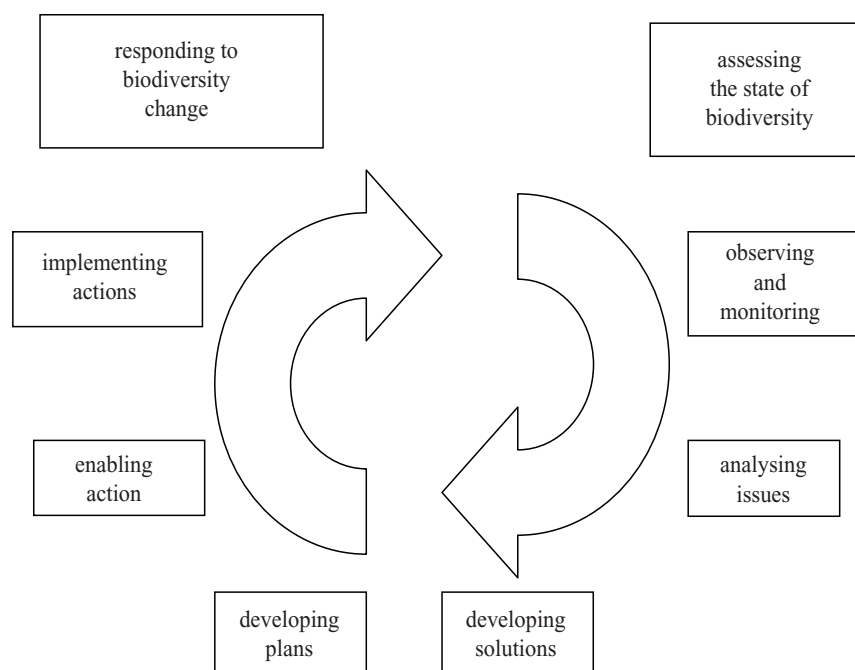 responding to
biodiversity
change
assessing
the state of
biodiversity
implementing
actions
observing
and
monitoring
enabling
action
analysing
issues
developing
plans
developing
solutions